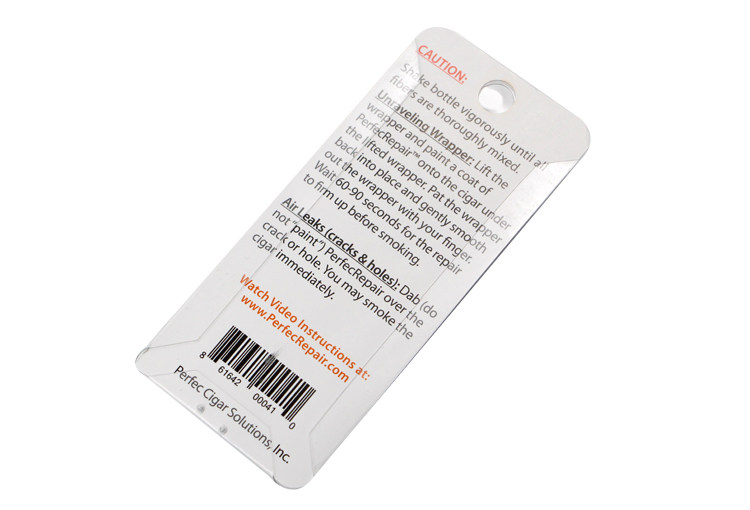 CAUTION:
Shake bottle vigorously until all
fibers are thoroughly mixed.
Unraveling Wrapper: Lift the
wrapper and paint a coat of
PerfecRepair™ onto the cigar under
the lifted wrapper. Pat the wrapper
back into place and gently smooth
out the wrapper with your finger.
Wait 60-90 seconds for the repair
to firm up before smoking.
Air Leaks (cracks & holes): Dab (do
not "paint") PerfecRepair over the
crack or hole. You may smoke the
cigar immediately.
Watch Video Instructions at:
www.PerfecRepair.com
8 61642 00041 0
Perfec Cigar Solutions, Inc.